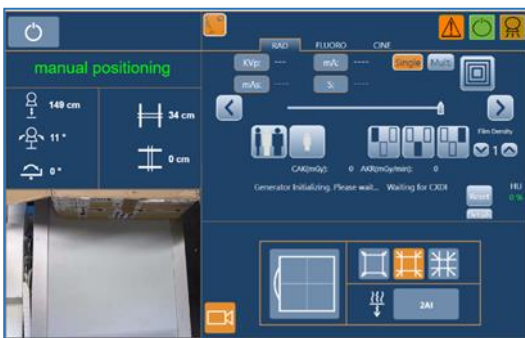 RAD FLUORO CINE
manual positioning
KVp: --- mA: ---- Single Multi
mAs: --- S: ----
149 cm
34 cm
11 °
0 cm
0 °
Film Density
1
CAK(mGy): 0 AKR(mGy/min): 0
Generator Initializing. Please wait... Waiting for CXDI
HU
Reset 0 %
2Al